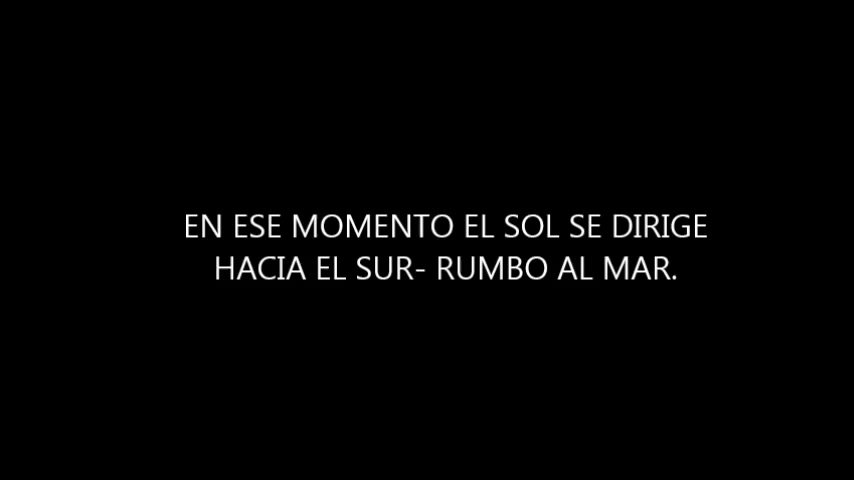 EN ESE MOMENTO EL SOL SE DIRIGE
HACIA EL SUR- RUMBO AL MAR.